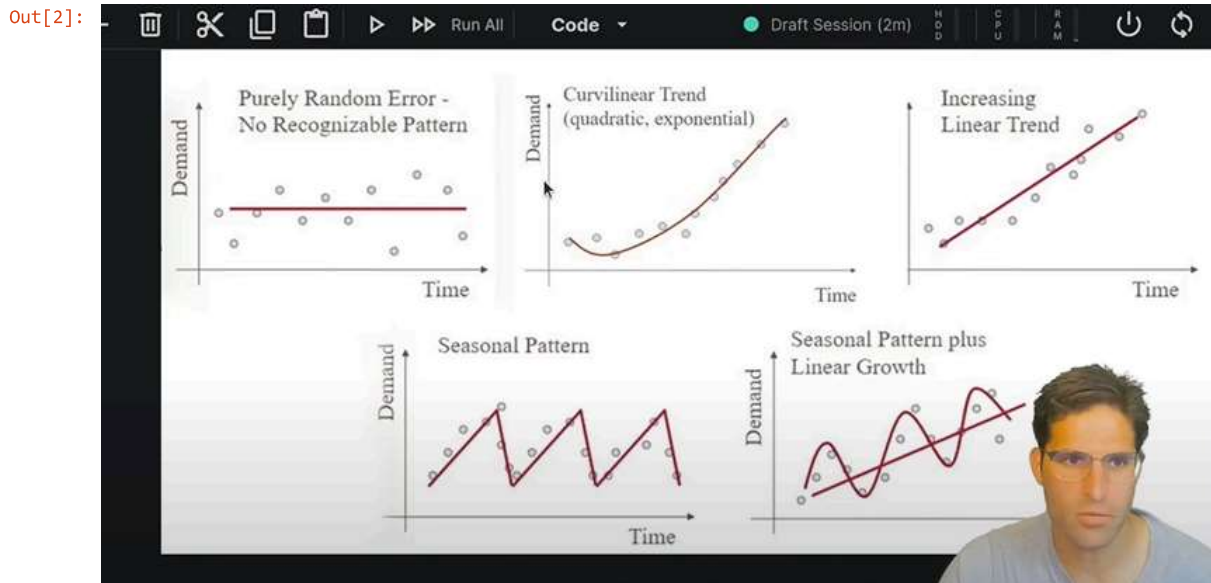 Out[2]:
Run All
Code
Draft Session (2m)
HDD
CPU
RAM
Purely Random Error -
No Recognizable Pattern
Demand
Time
Curvilinear Trend
(quadratic, exponential)
Demand
Time
Increasing
Linear Trend
Time
Seasonal Pattern
Demand
Time
Seasonal Pattern plus
Linear Growth
Demand